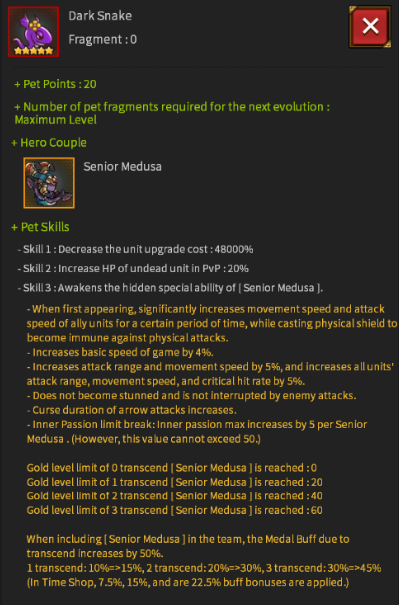 Dark Snake
Fragment : 0
+ Pet Points : 20
+ Number of pet fragments required for the next evolution :
Maximum Level
+ Hero Couple
Senior Medusa
+ Pet Skills
- Skill 1 : Decrease the unit upgrade cost : 48000%
- Skill 2 : Increase HP of undead unit in PvP : 20%
- Skill 3 : Awakens the hidden special ability of [ Senior Medusa ].
- When first appearing, significantly increases movement speed and attack
speed of ally units for a certain period of time, while casting physical shield to
become immune against physical attacks.
- Increases basic speed of game by 4%.
- Increases attack range and movement speed by 5%, and increases all units'
attack range, movement speed, and critical hit rate by 5%.
- Does not become stunned and is not interrupted by enemy attacks.
- Curse duration of arrow attacks increases.
- Inner Passion limit break: Inner passion max increases by 5 per Senior
Medusa . (However, this value cannot exceed 50.)
Gold level limit of 0 transcend [ Senior Medusa ] is reached : 0
Gold level limit of 1 transcend [ Senior Medusa ] is reached : 20
Gold level limit of 2 transcend [ Senior Medusa ] is reached : 40
Gold level limit of 3 transcend [ Senior Medusa ] is reached : 60
When including [ Senior Medusa ] in the team, the Medal Buff due to
transcend increases by 50%.
1 transcend: 10%=>15%, 2 transcend: 20%=>30%, 3 transcend: 30%=>45%
(In Time Shop, 7.5%, 15%, and are 22.5% buff bonuses are applied.)